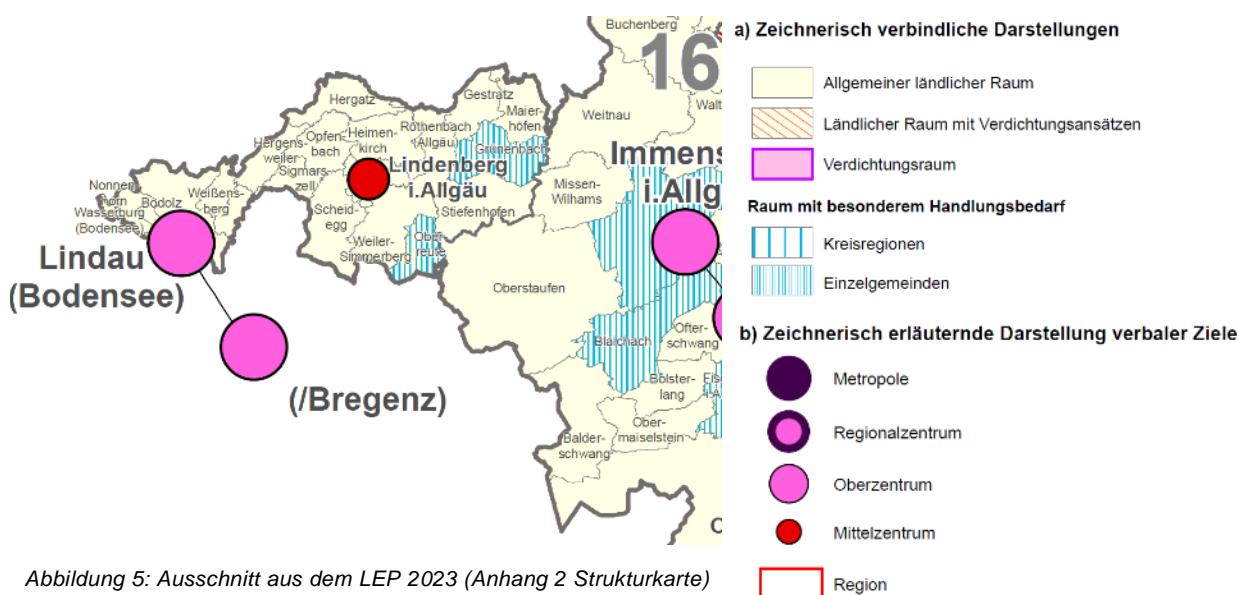 Buchenberg
16
Gestratz
Hergatz
Maier-
höfen
Weitnau
Walt
Opfen-
bach
Heimen-
kirch
Röthenbach
(Allgäu)
Grünenbach
Hergens-
weiler
Sigmars-
zell
Immens
i.Allg
Lindenberg
i.Allgäu
Missen-
Wilhams
Nonnen-
horn
Bodolz
Weißens-
berg
Wasserburg
(Bodensee)
Scheid-
egg
Stiefenhofen
Weiler-
Simmerberg
Ober-
reute
Lindau
(Bodensee)
Oberstaufen
Ofter-
schwang
Blaichach
Bolster-
lang
(/Bregenz)
Ober-
maiselstein
Balder-
schwang
a) Zeichnerisch verbindliche Darstellungen
Allgemeiner ländlicher Raum
Ländlicher Raum mit Verdichtungsansätzen
Verdichtungsraum
Raum mit besonderem Handlungsbedarf
Kreisregionen
Einzelgemeinden
b) Zeichnerisch erläuternde Darstellung verbaler Ziele
Metropole
Regionalzentrum
Oberzentrum
Mittelzentrum
Region
Abbildung 5: Ausschnitt aus dem LEP 2023 (Anhang 2 Strukturkarte)